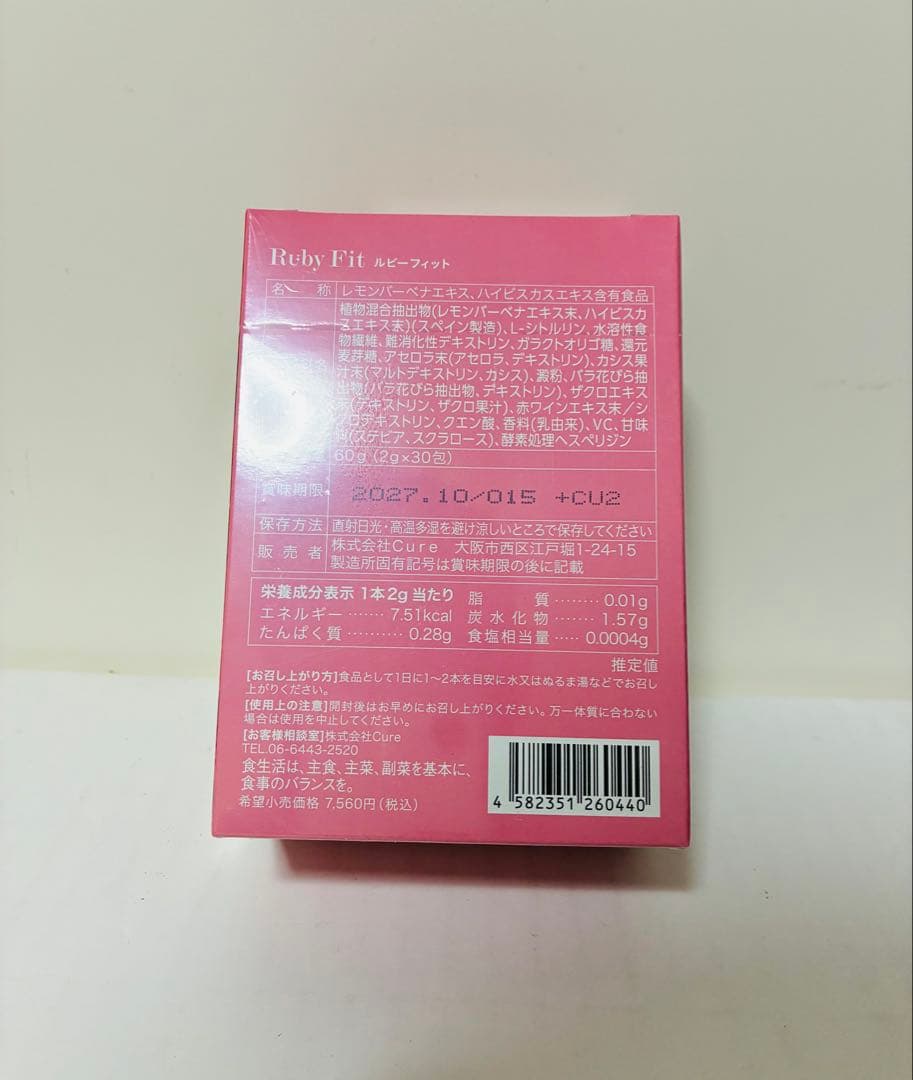 Ruby Fit ルビーフィット
名称 レモンバーベナエキス、ハイビスカスエキス含有食品
植物混合抽出物(レモンバーベナエキス末、ハイビスカ
スエキス末)(スペイン製造)、L-シトルリン、水溶性食
物繊維、難消化性デキストリン、ガラクトオリゴ糖、還元
麦芽糖、アセロラ末(アセロラ、デキストリン)、カシス果
汁末(マルトデキストリン、カシス)、澱粉、バラ花びら抽
出物(バラ花びら抽出物、デキストリン)、ザクロエキス
末(デキストリン、ザクロ果汁)、赤ワインエキス末／シ
クロデキストリン、クエン酸、香料(乳由来)、VC、甘味
料(ステビア、スクラロース)、酵素処理ヘスペリジン
60g(2g×30包)
賞味期限 2027.10/015 +CU2
保存方法 直射日光・高温多湿を避け涼しいところで保存してください
販売者 株式会社Cure 大阪市西区江戸堀1-24-15
製造所固有記号は賞味期限の後に記載
栄養成分表示 1本2g当たり 脂質········0.01g
エネルギー······7.51kcal 炭水化物·······1.57g
たんぱく質··········0.28g 食塩相当量·····0.0004g
推定値
[お召し上がり方]食品として1日に1〜2本を目安に水又はぬるま湯などでお召し
上がりください。
[使用上の注意]開封後はお早めにお召し上がりください。万一体質に合わない
場合は使用を中止してください。
[お客様相談室]株式会社Cure
TEL.06-6443-2520
食生活は、主食、主菜、副菜を基本に、
食事のバランスを。
希望小売価格 7,560円(税込)
4 582351 260440